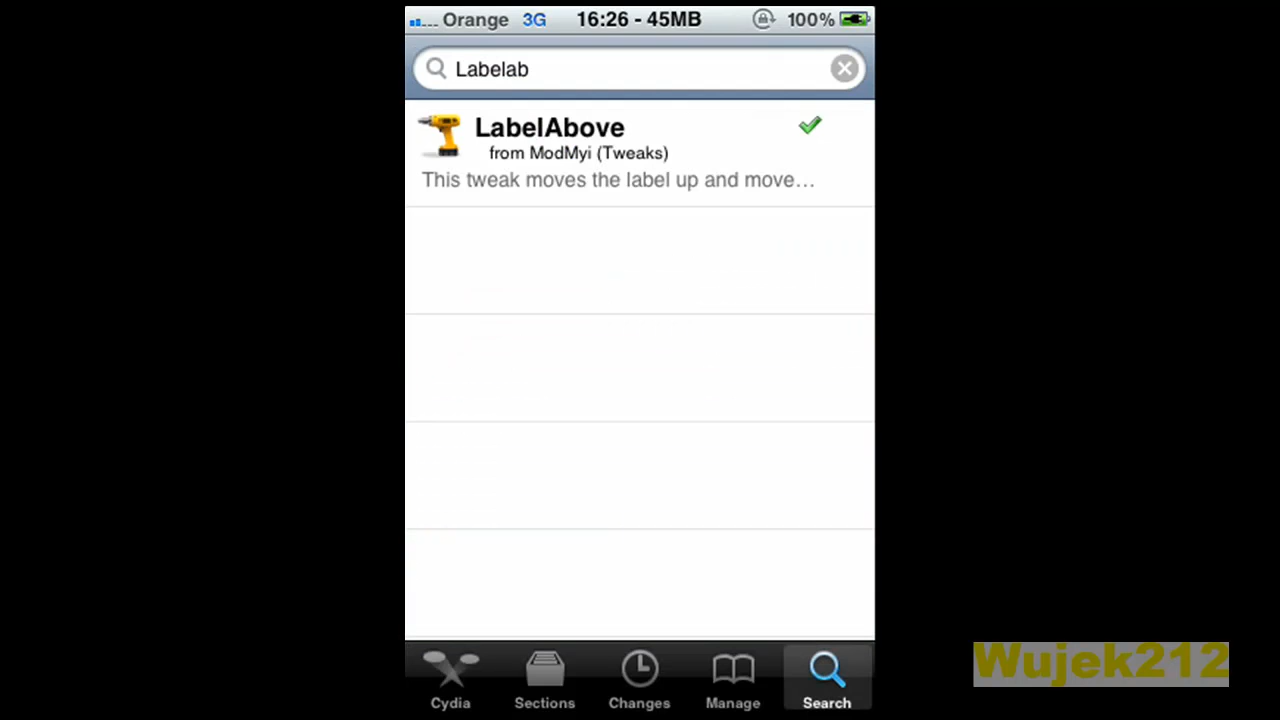 Orange 3G 16:26 - 45MB 100%
Labelab
LabelAbove
from ModMyi (Tweaks)
This tweak moves the label up and move…
Cydia Sections Changes Manage Search
Wujek212